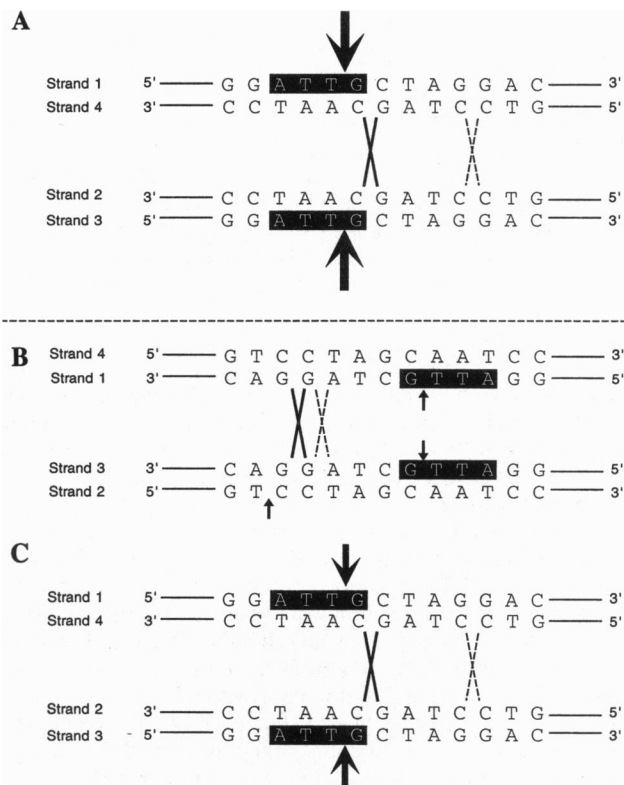 A
Strand 1 5' G G A T T G C T A G G A C 3'
Strand 4 3' C C T A A C G A T C C T G 5'
Strand 2 3' C C T A A C G A T C C T G 5'
Strand 3 5' G G A T T G C T A G G A C 3'
B
Strand 4 5' G T C C T A G C A A T C C 3'
Strand 1 3' C A G G A T C G T T A G G 5'
Strand 3 3' C A G G A T C G T T A G G 5'
Strand 2 5' G T C C T A G C A A T C C 3'
C
Strand 1 5' G G A T T G C T A G G A C 3'
Strand 4 3' C C T A A C G A T C C T G 5'
Strand 2 3' C C T A A C G A T C C T G 5'
Strand 3 5' G G A T T G C T A G G A C 3'